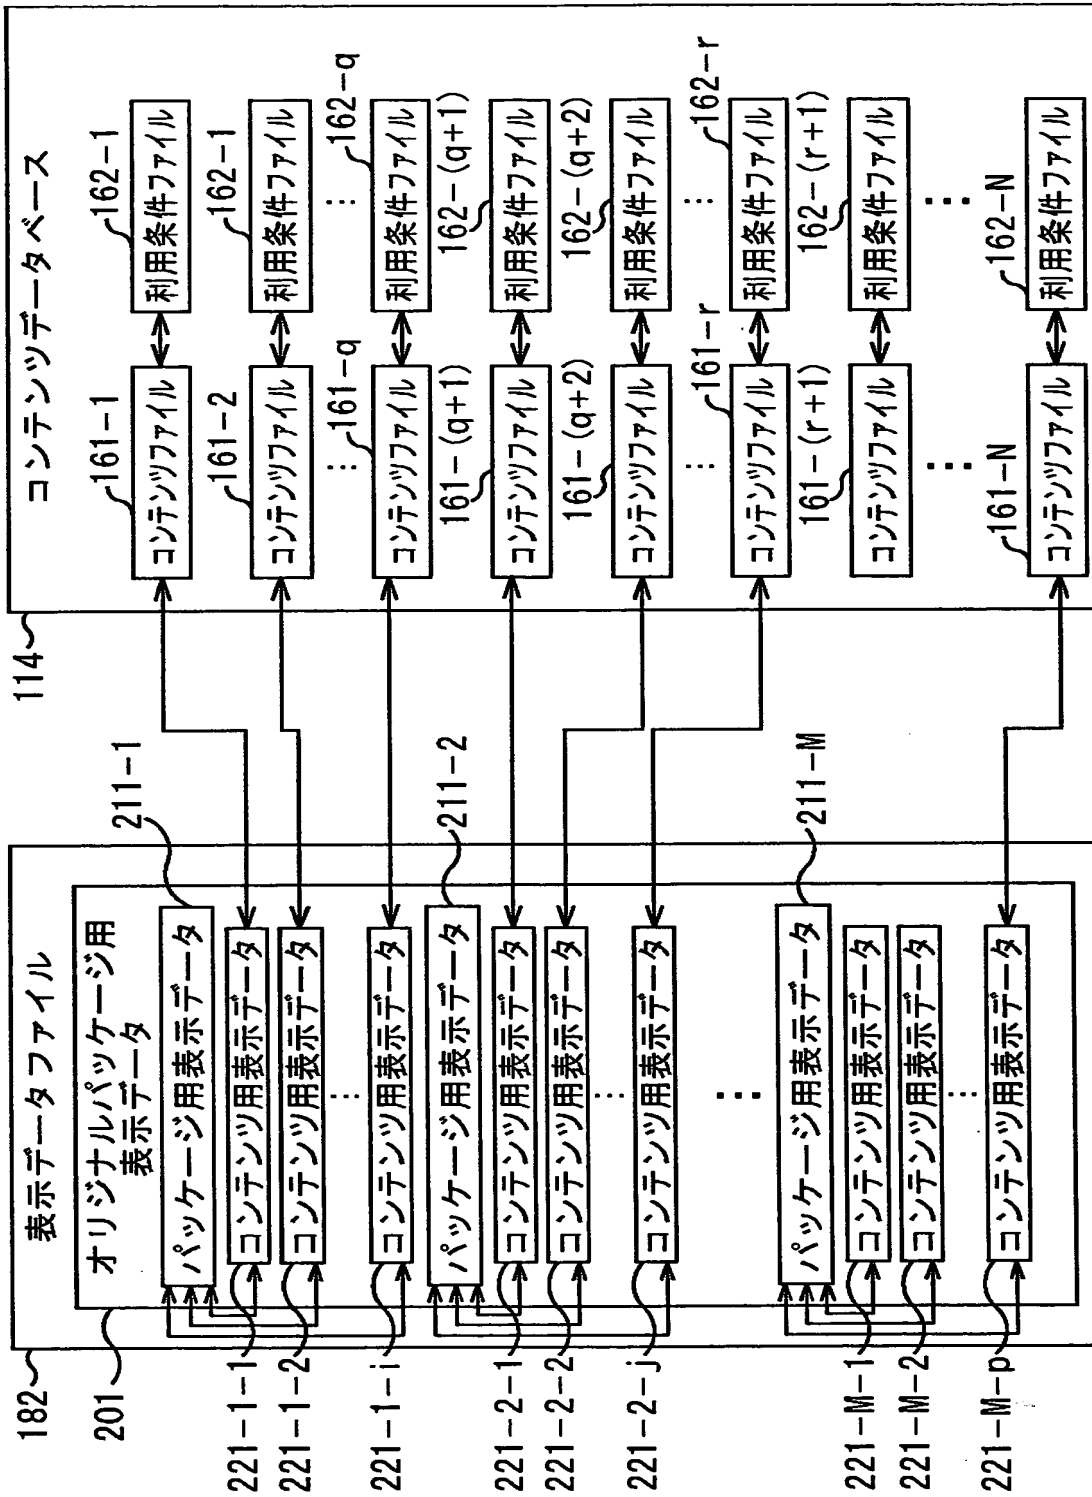 182
表示データファイル
201
オリジナルパッケージ用
表示データ
パッケージ用表示データ
211-1
221-1-1
コンテンツ用表示データ
221-1-2
コンテンツ用表示データ
⋮
221-1-i
コンテンツ用表示データ
パッケージ用表示データ
211-2
221-2-1
コンテンツ用表示データ
221-2-2
コンテンツ用表示データ
⋮
221-2-j
コンテンツ用表示データ
⋮
パッケージ用表示データ
211-M
221-M-1
コンテンツ用表示データ
221-M-2
コンテンツ用表示データ
⋮
221-M-p
コンテンツ用表示データ
114
コンテンツデータベース
161-1
162-1
コンテンツファイル
利用条件ファイル
161-2
162-1
コンテンツファイル
利用条件ファイル
⋮
⋮
161-q
162-q
コンテンツファイル
利用条件ファイル
161-(q+1)
162-(q+1)
コンテンツファイル
利用条件ファイル
161-(q+2)
162-(q+2)
コンテンツファイル
利用条件ファイル
⋮
⋮
161-r
162-r
コンテンツファイル
利用条件ファイル
161-(r+1)
162-(r+1)
コンテンツファイル
利用条件ファイル
⋮
⋮
161-N
162-N
コンテンツファイル
利用条件ファイル